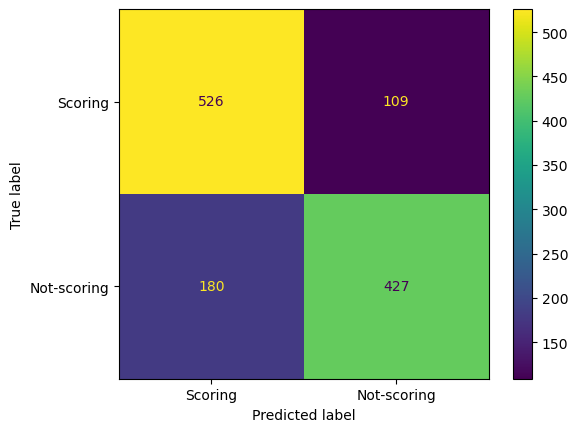 Scoring
Not-scoring
True label
526
109
180
427
Scoring
Not-scoring
Predicted label
500
450
400
350
300
250
200
150